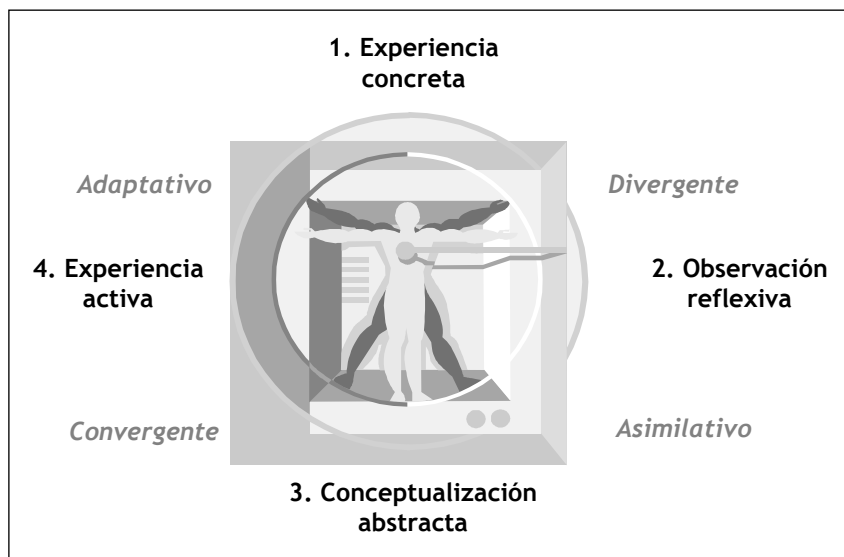 1. Experiencia
concreta
Adaptativo
Divergente
4. Experiencia
activa
2. Observación
reflexiva
Convergente
Asimilativo
3. Conceptualización
abstracta